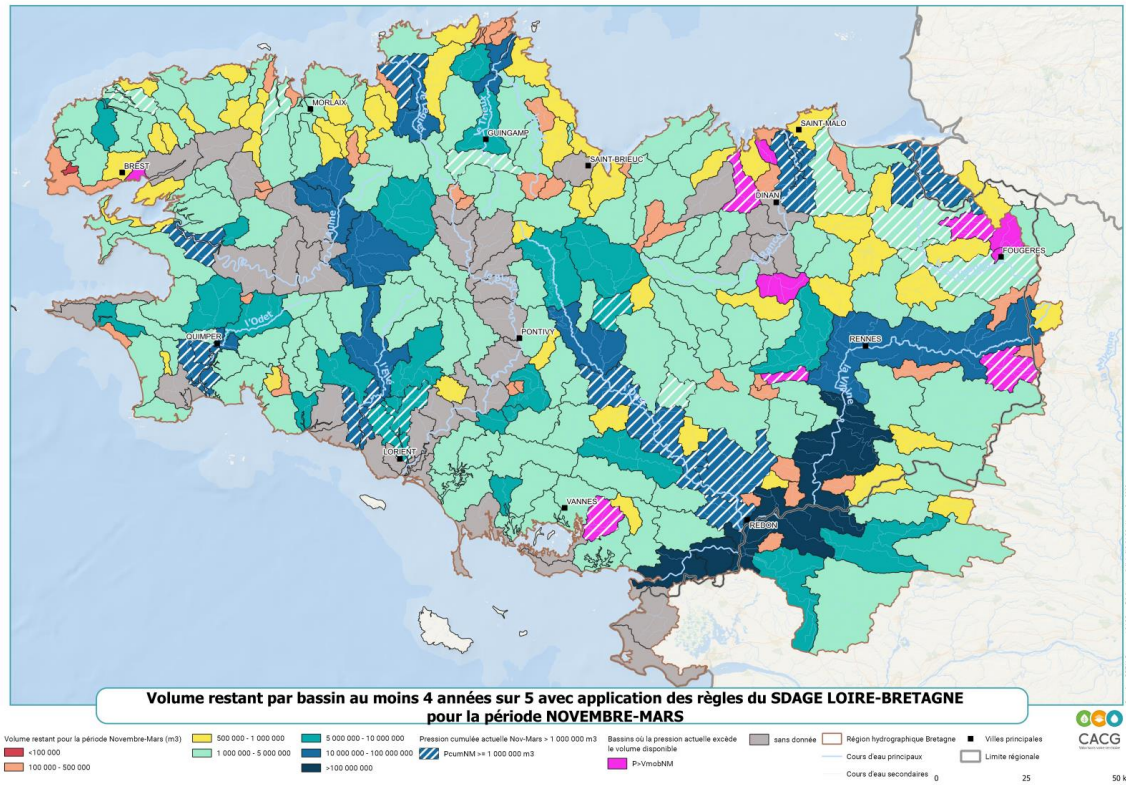 MORLAIX
BREST
GUINGAMP
SAINT-BRIEUC
SAINT-MALO
DINAN
FOUGERES
l'Aulne
QUIMPER
l'Odet
PONTIVY
RENNES
la Vilaine
LORIENT
VANNES
REDON
Volume restant par bassin au moins 4 années sur 5 avec application des règles du SDAGE LOIRE-BRETAGNE
pour la période NOVEMBRE-MARS
Volume restant pour la période Novembre-Mars (m3)
<100 000
100 000 - 500 000
500 000 - 1 000 000
1 000 000 - 5 000 000
5 000 000 - 10 000 000
10 000 000 - 100 000 000
>100 000 000
Pression cumulée actuelle Nov-Mars > 1 000 000 m3
PcumNM >= 1 000 000 m3
Bassins où la pression actuelle excède
le volume disponible
P>VmobNM
sans donnée
Région hydrographique Bretagne
Cours d'eau principaux
Cours d'eau secondaires
Villes principales
Limite régionale
0 25 50 k
CACG